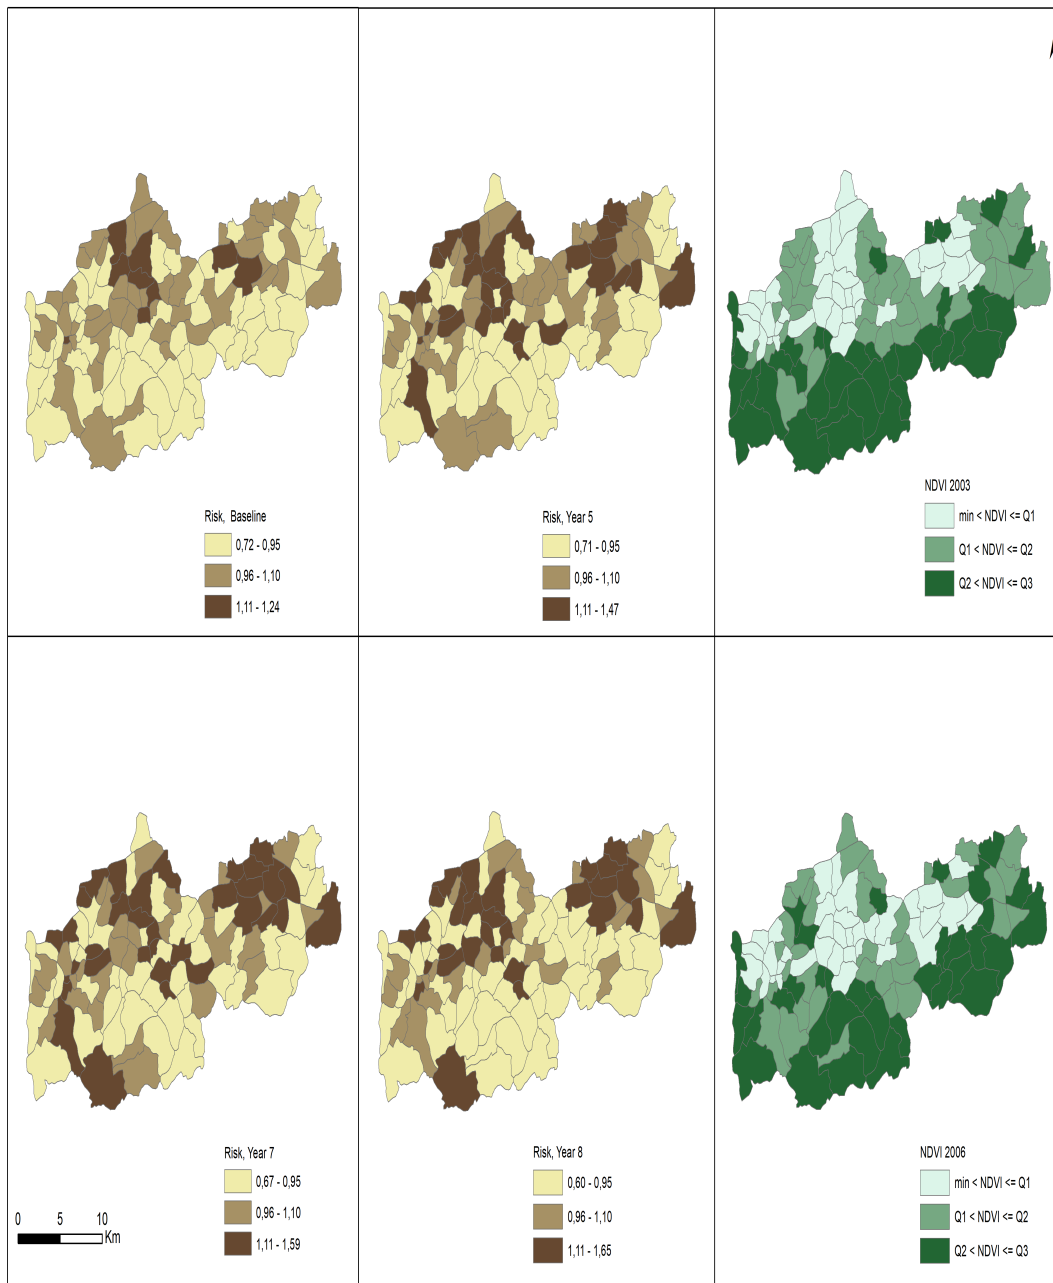 Risk, Baseline
0,72 - 0,95
0,96 - 1,10
1,11 - 1,24
Risk, Year 5
0,71 - 0,95
0,96 - 1,10
1,11 - 1,47
NDVI 2003
min < NDVI <= Q1
Q1 < NDVI <= Q2
Q2 < NDVI <= Q3
Risk, Year 7
0,67 - 0,95
0,96 - 1,10
1,11 - 1,59
0 5 10
Km
Risk, Year 8
0,60 - 0,95
0,96 - 1,10
1,11 - 1,65
NDVI 2006
min < NDVI <= Q1
Q1 < NDVI <= Q2
Q2 < NDVI <= Q3